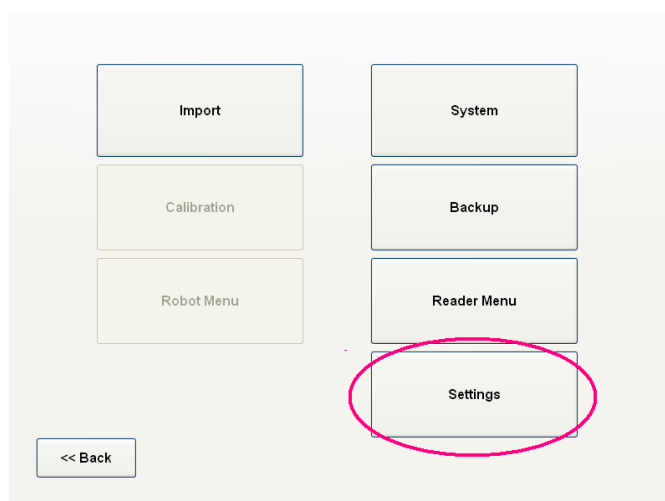 Import
System
Calibration
Backup
Robot Menu
Reader Menu
Settings
<< Back